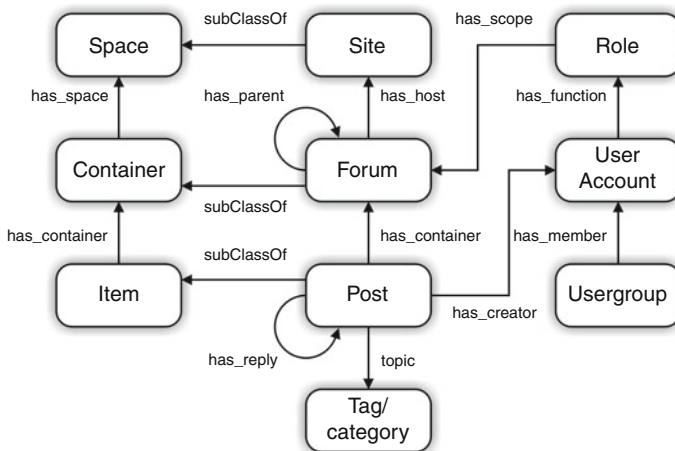 subClassOf
has_scope
Space
Site
Role
has_space
has_parent
has_host
has_function
Container
Forum
User
Account
subClassOf
has_container
has_container
has_member
subClassOf
Item
Post
Usergroup
has_creator
has_reply
topic
Tag/
category